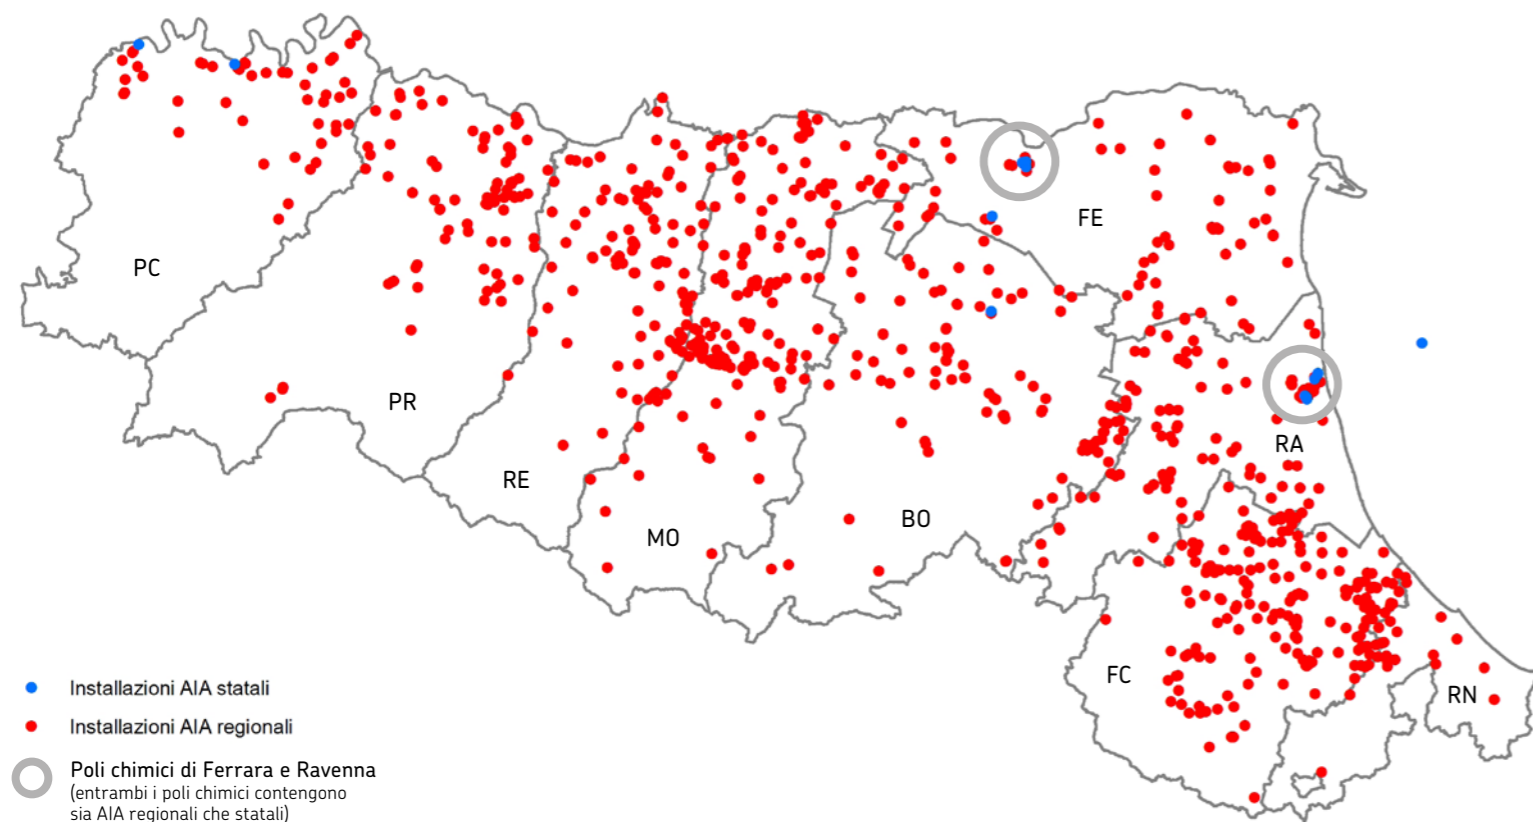 FE
PC
PR
RA
RE
BO
MO
FC
RN
Installazioni AIA statali
Installazioni AIA regionali
Poli chimici di Ferrara e Ravenna
(entrambi i poli chimici contengono
sia AIA regionali che statali)